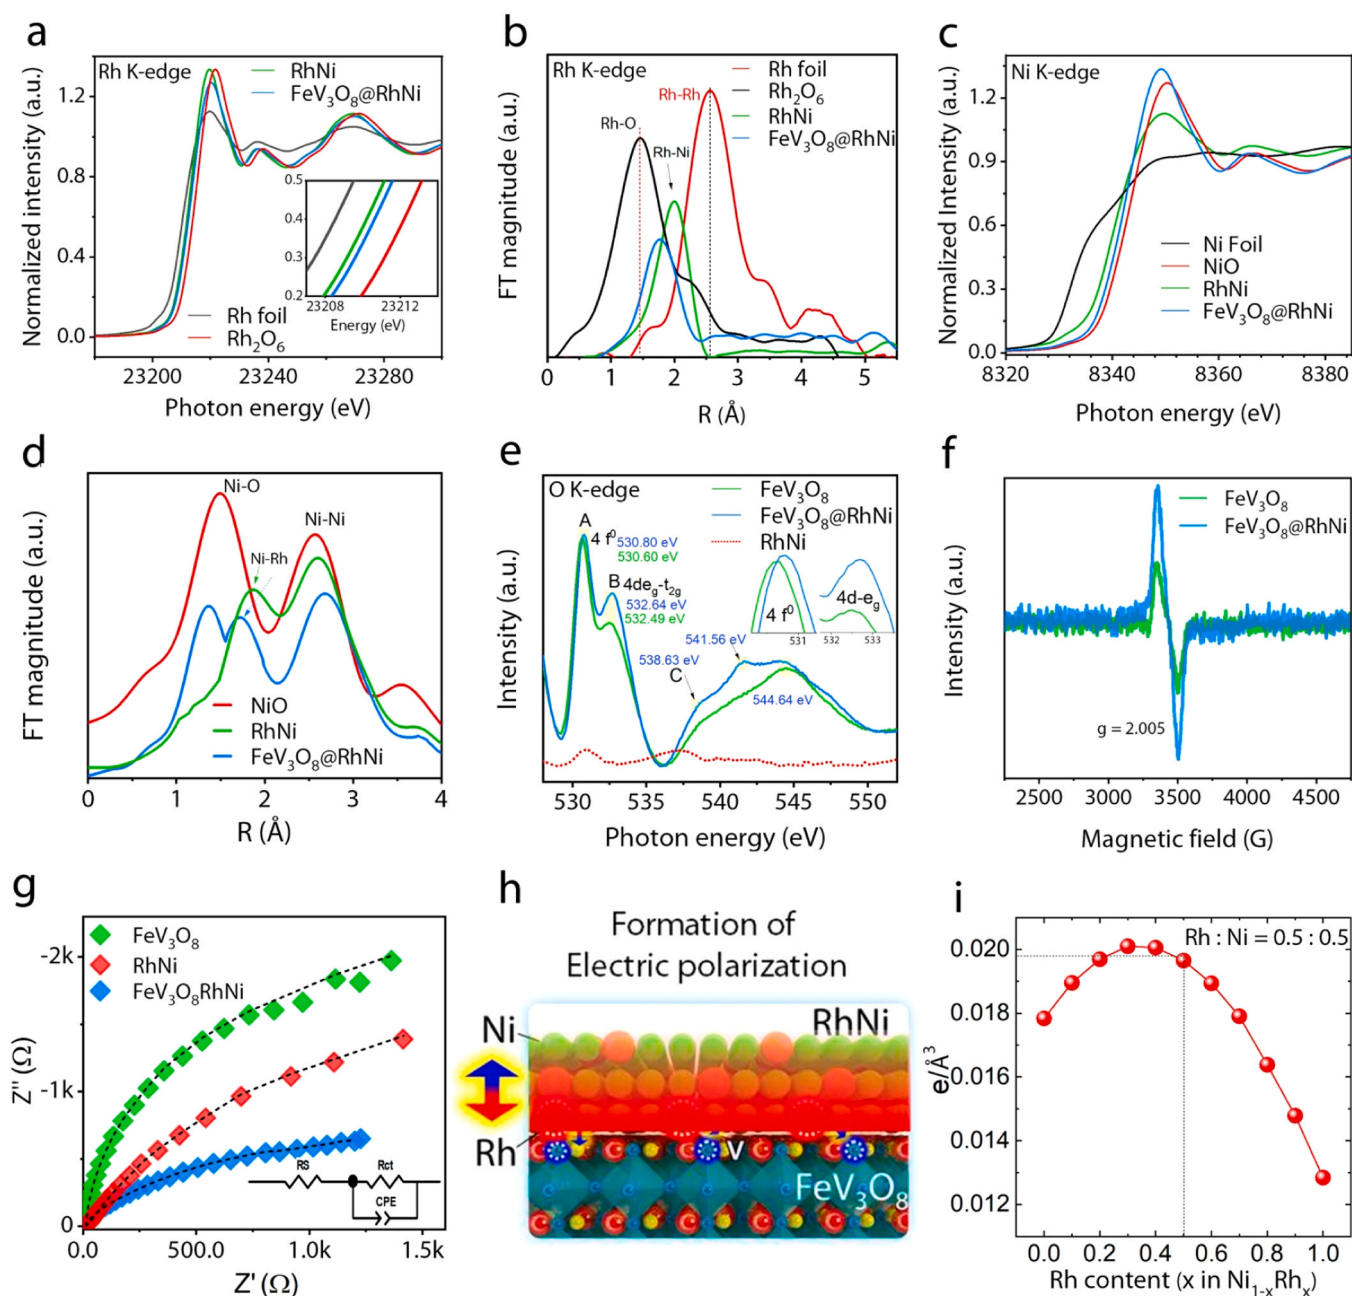 a
Rh K-edge
RhNi
FeV₃O₈@RhNi
Normalized intensity (a.u.)
1.2
0.8
0.4
0.0
0.5
0.4
0.3
0.2
23208
23212
Energy (eV)
Rh foil
Rh₂O₆
23200
23240
23280
Photon energy (eV)
b
Rh K-edge
Rh foil
Rh₂O₆
RhNi
FeV₃O₈@RhNi
Rh-Rh
Rh-O
Rh-Ni
FT magnitude (a.u.)
0
1
2
3
4
5
R (Å)
c
Ni K-edge
Normalized Intensity (a.u.)
1.2
0.9
0.6
0.3
0.0
Ni Foil
NiO
RhNi
FeV₃O₈@RhNi
8320
8340
8360
8380
Photon energy (eV)
d
Ni-O
Ni-Ni
Ni-Rh
FT magnitude (a.u.)
NiO
RhNi
FeV₃O₈@RhNi
0
1
2
3
4
R (Å)
e
O K-edge
FeV₃O₈
FeV₃O₈@RhNi
RhNi
A
4 f⁰
530.80 eV
530.60 eV
B
4de_g-t₂g
532.64 eV
532.49 eV
4 f⁰
531
4d-e_g
532
533
541.56 eV
538.63 eV
C
544.64 eV
Intensity (a.u.)
530
535
540
545
550
Photon energy (eV)
f
FeV₃O₈
FeV₃O₈@RhNi
Intensity (a.u.)
g = 2.005
2500
3000
3500
4000
4500
Magnetic field (G)
g
FeV₃O₈
RhNi
FeV₃O₈RhNi
Z'' (Ω)
-2k
-1k
0
RS
Rct
CPE
0.0
500.0
1.0k
1.5k
Z' (Ω)
h
Formation of
Electric polarization
Ni
RhNi
Rh
V
FeV₃O₈
i
Rh : Ni = 0.5 : 0.5
e/Å³
0.020
0.018
0.016
0.014
0.012
0.0
0.2
0.4
0.6
0.8
1.0
Rh content (x in Ni₁₋ₓRhₓ)